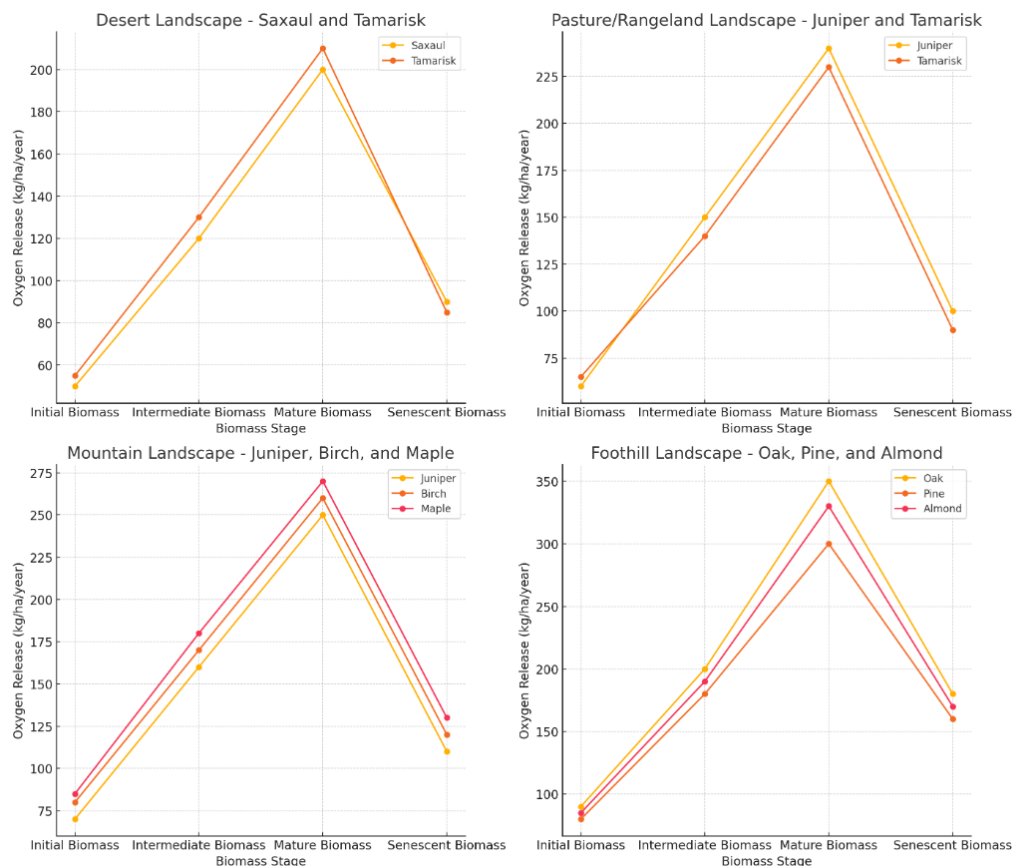 Desert Landscape - Saxaul and Tamarisk
Saxaul
Tamarisk
Oxygen Release (kg/ha/year)
200
180
160
140
120
100
80
60
Initial Biomass
Intermediate Biomass
Mature Biomass
Senescent Biomass
Biomass Stage
Pasture/Rangeland Landscape - Juniper and Tamarisk
Juniper
Tamarisk
Oxygen Release (kg/ha/year)
225
200
175
150
125
100
75
Initial Biomass
Intermediate Biomass
Mature Biomass
Senescent Biomass
Biomass Stage
Mountain Landscape - Juniper, Birch, and Maple
Juniper
Birch
Maple
Oxygen Release (kg/ha/year)
275
250
225
200
175
150
125
100
75
Initial Biomass
Intermediate Biomass
Mature Biomass
Senescent Biomass
Biomass Stage
Foothill Landscape - Oak, Pine, and Almond
Oak
Pine
Almond
Oxygen Release (kg/ha/year)
350
300
250
200
150
100
Initial Biomass
Intermediate Biomass
Mature Biomass
Senescent Biomass
Biomass Stage